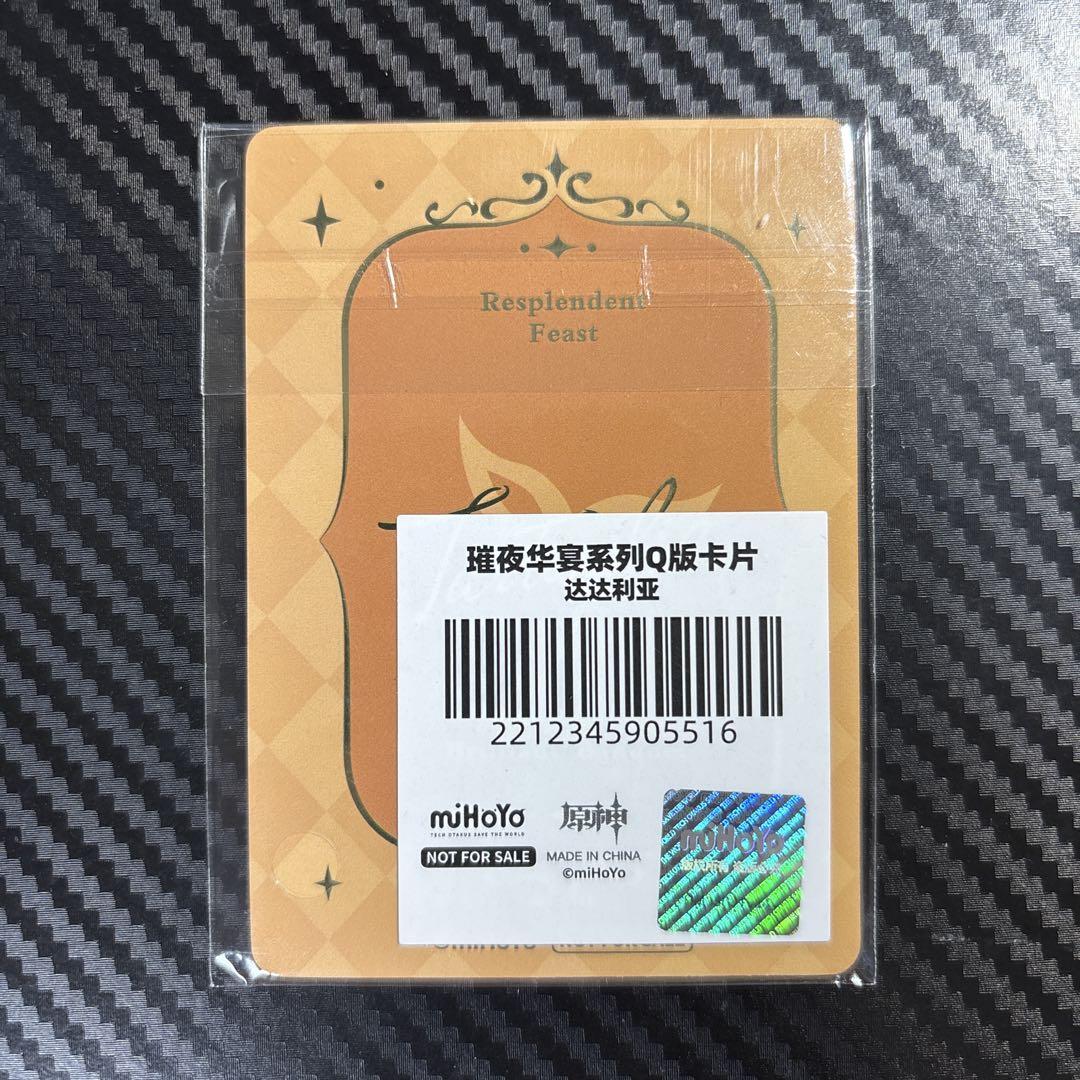 Resplendent
Feast
璀夜华宴系列Q版卡片
达达利亚
2212345905516
miHoYo
TECH OTAKUS SAVE THE WORLD
原神
NOT FOR SALE
MADE IN CHINA
©miHoYo
miHoYo